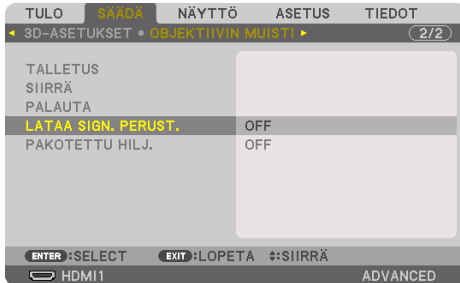 TULO SÄÄDÄ NÄYTTÖ ASETUS TIEDOT
3D-ASETUKSET • OBJEKTIIVIN MUISTI 2/2
TALLETUS
SIIRRÄ
PALAUTA
LATAA SIGN. PERUST. OFF
PAKOTETTU HILJ. OFF
ENTER :SELECT EXIT :LOPETA :SIIRRÄ
HDMI1 ADVANCED